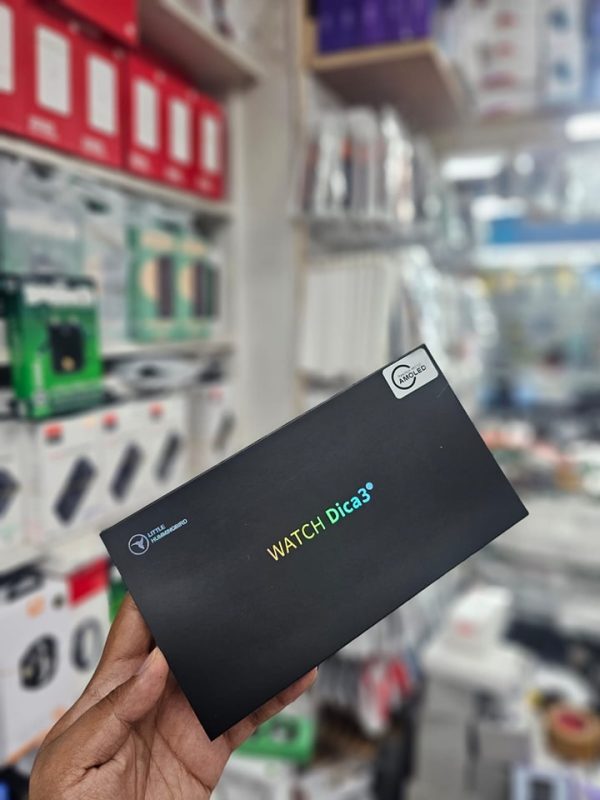 AMOLED
LITTLE
HUMMINGBIRD
WATCH Dica3